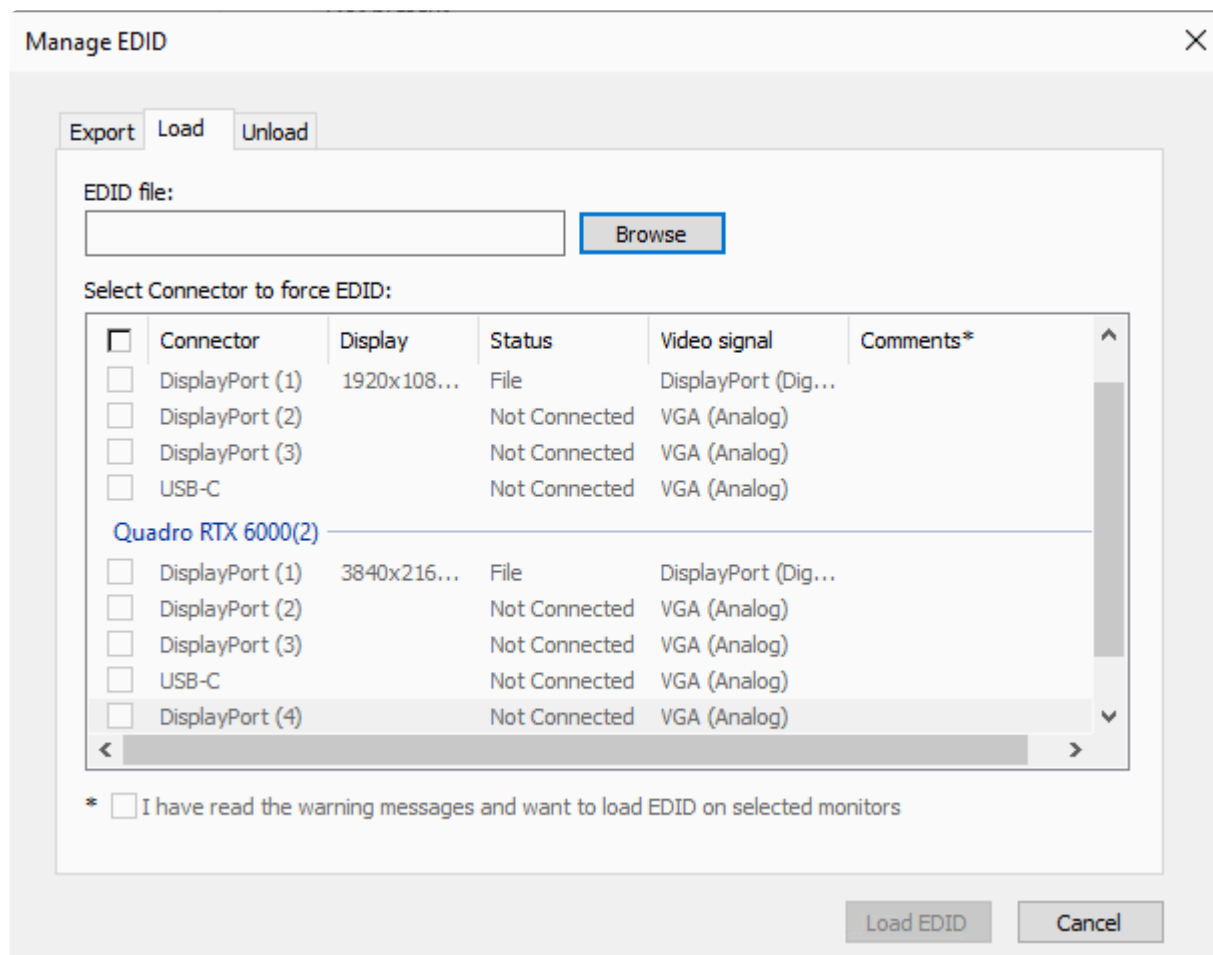 Manage EDID
Export Load Unload
EDID file:
Browse
Select Connector to force EDID:
Connector Display Status Video signal Comments*
DisplayPort (1) 1920x108... File DisplayPort (Dig...
DisplayPort (2) Not Connected VGA (Analog)
DisplayPort (3) Not Connected VGA (Analog)
USB-C Not Connected VGA (Analog)
Quadro RTX 6000(2)
DisplayPort (1) 3840x216... File DisplayPort (Dig...
DisplayPort (2) Not Connected VGA (Analog)
DisplayPort (3) Not Connected VGA (Analog)
USB-C Not Connected VGA (Analog)
DisplayPort (4) Not Connected VGA (Analog)
* I have read the warning messages and want to load EDID on selected monitors
Load EDID Cancel